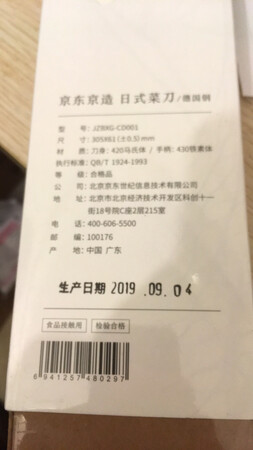 京东京造 日式菜刀/德国钢
型 号: JZRRG-CD001
尺 寸: 305X61(±0.5)mm
材 质: 刀身: 420马氏体 / 手柄: 430铁素体
执行标准: QB/T 1924-1993
等 级: 合格品
公 司: 北京京东世纪信息技术有限公司
地 址: 北京市北京经济技术开发区科创十一
街18号院C座2层215室
电 话: 400-606-5500
邮 编: 100176
产 地: 中国 广东
生产日期 2019 .09. 04
食品接触用 检验合格
6941257480297